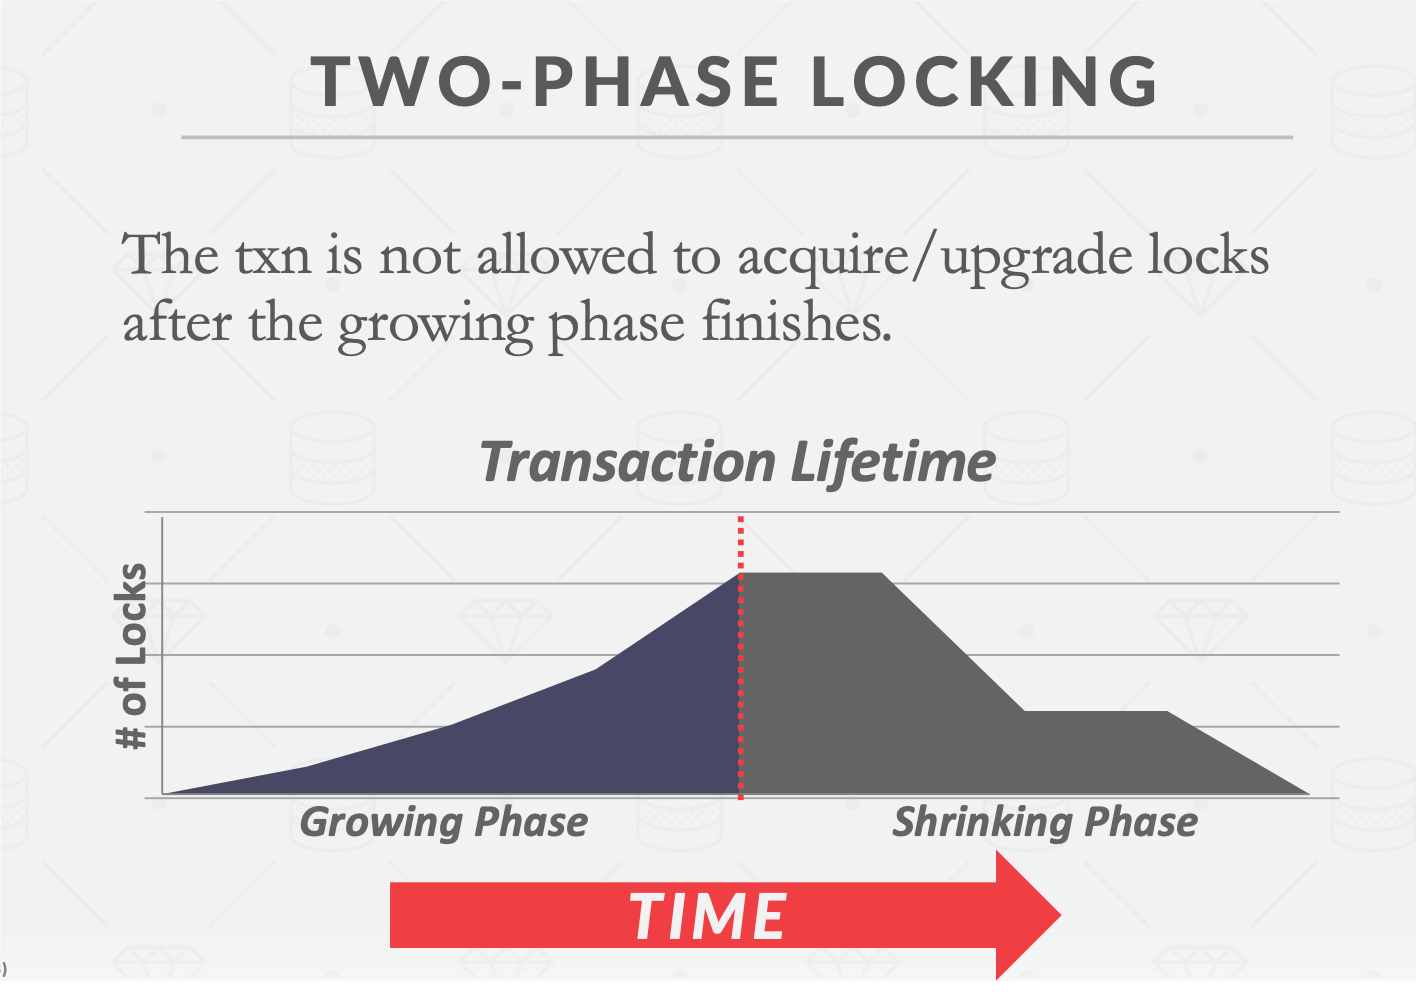 TWO-PHASE LOCKING
The txn is not allowed to acquire/upgrade locks
after the growing phase finishes.
Transaction Lifetime
# of Locks
Growing Phase
Shrinking Phase
TIME